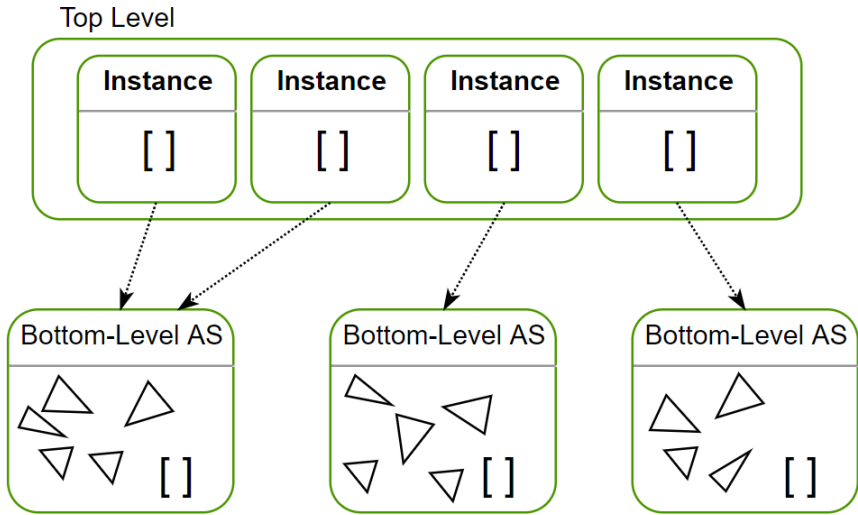 Top Level
Instance Instance Instance Instance
[ ] [ ] [ ] [ ]
Bottom-Level AS Bottom-Level AS Bottom-Level AS
[ ] [ ] [ ]